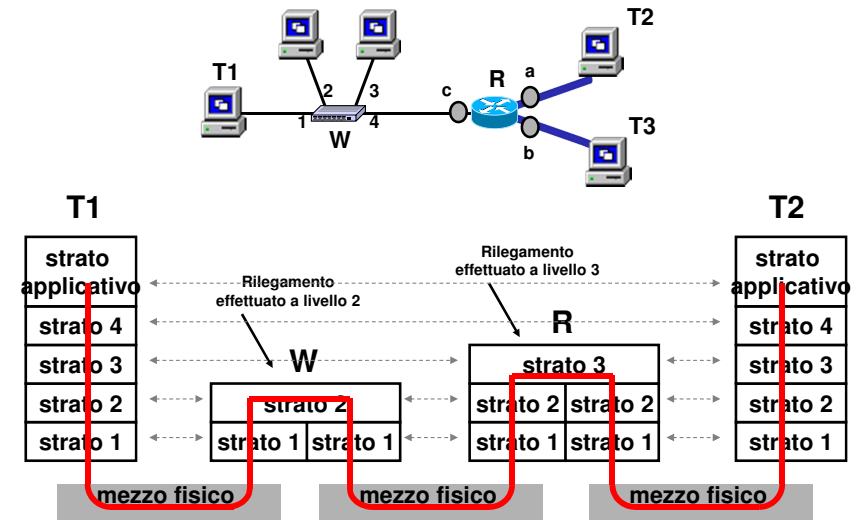 T2
T1
R
a
c
2
3
1
4
W
b
T3
T1
T2
strato
applicativo
strato 4
strato 3
strato 2
strato 1
Rilegamento
effettuato a livello 2
W
strato 2
strato 1
strato 1
Rilegamento
effettuato a livello 3
R
strato 3
strato 2
strato 2
strato 1
strato 1
strato
applicativo
strato 4
strato 3
strato 2
strato 1
mezzo fisico
mezzo fisico
mezzo fisico